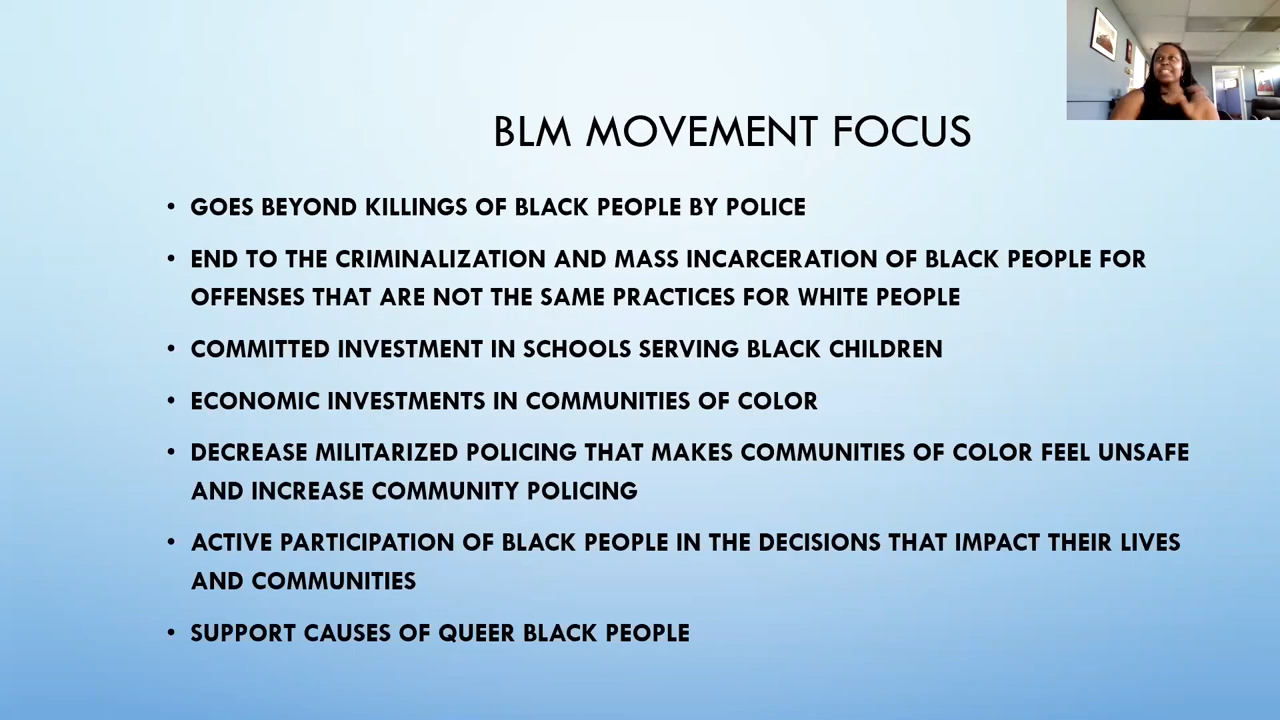 BLM MOVEMENT FOCUS
• GOES BEYOND KILLINGS OF BLACK PEOPLE BY POLICE
• END TO THE CRIMINALIZATION AND MASS INCARCERATION OF BLACK PEOPLE FOR
OFFENSES THAT ARE NOT THE SAME PRACTICES FOR WHITE PEOPLE
• COMMITTED INVESTMENT IN SCHOOLS SERVING BLACK CHILDREN
• ECONOMIC INVESTMENTS IN COMMUNITIES OF COLOR
• DECREASE MILITARIZED POLICING THAT MAKES COMMUNITIES OF COLOR FEEL UNSAFE
AND INCREASE COMMUNITY POLICING
• ACTIVE PARTICIPATION OF BLACK PEOPLE IN THE DECISIONS THAT IMPACT THEIR LIVES
AND COMMUNITIES
• SUPPORT CAUSES OF QUEER BLACK PEOPLE